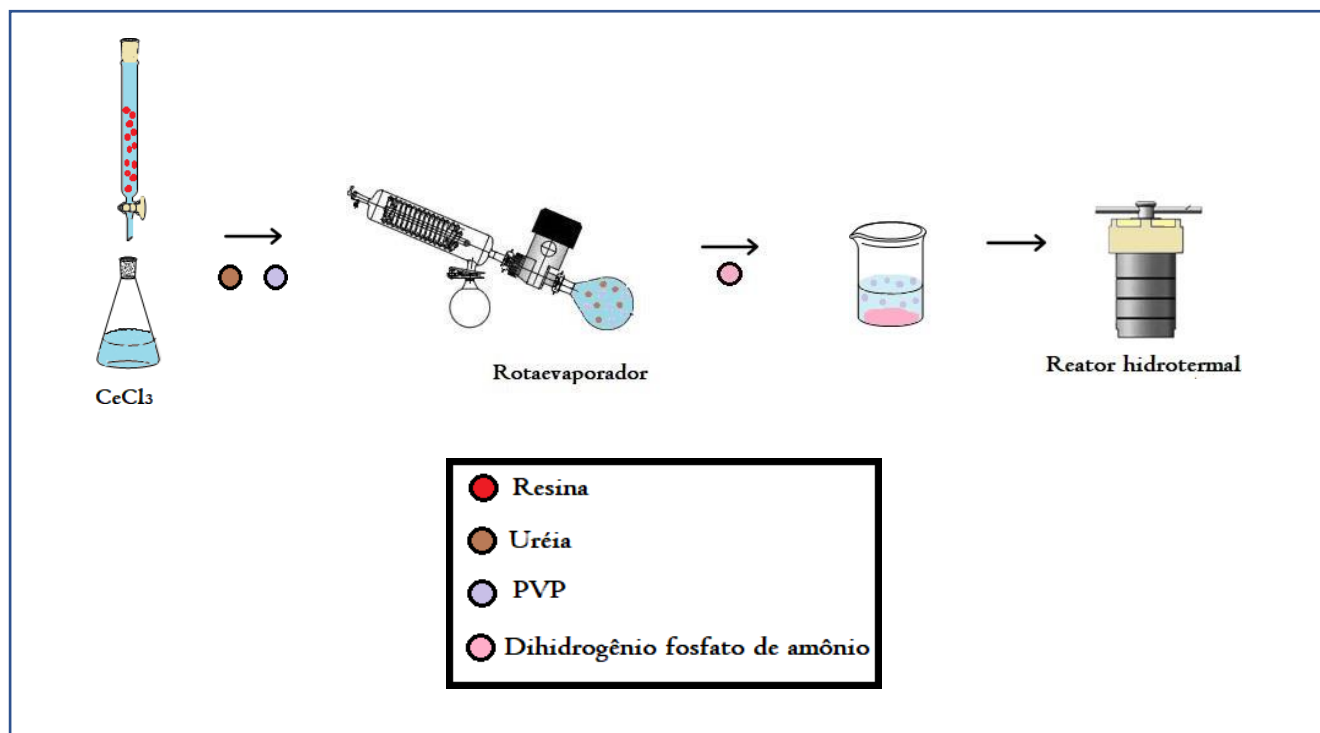 CeCl3
Rotaevaporador
Reator hidrotermal
Resina
Uréia
PVP
Dihidrogênio fosfato de amônio